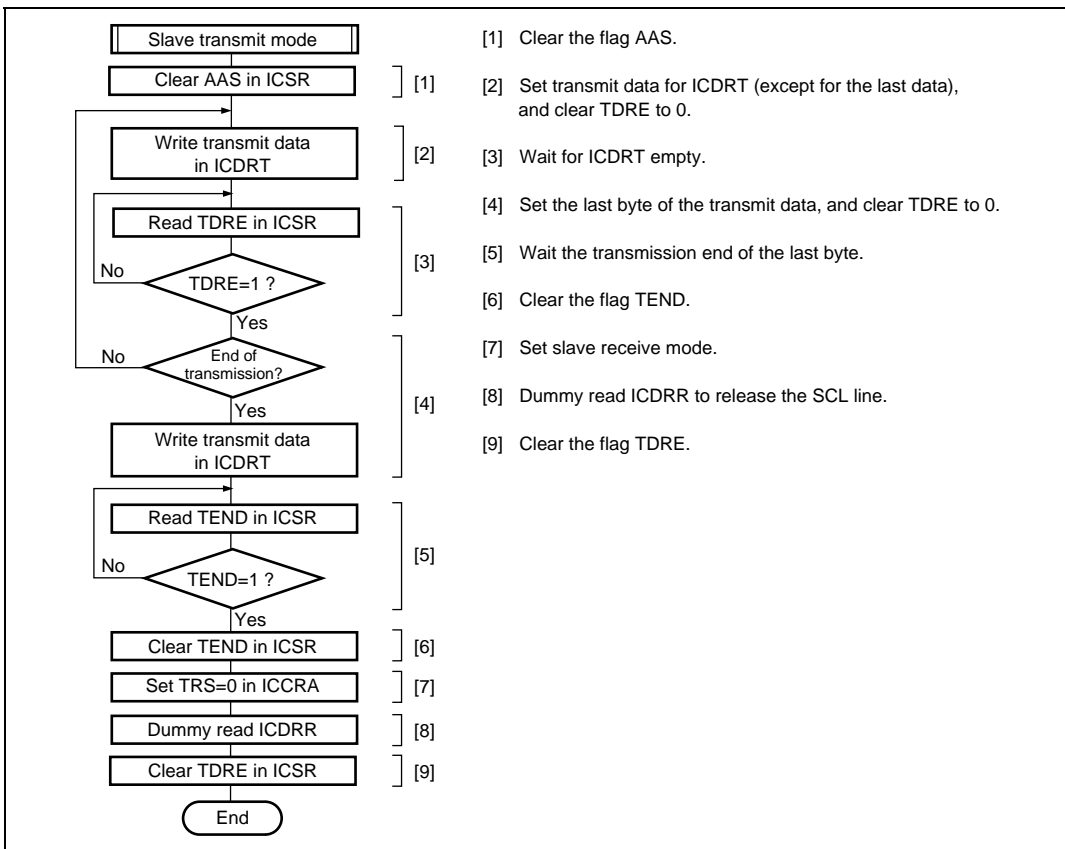 Slave transmit mode
Clear AAS in ICSR
[1]
Write transmit data
in ICDRT
[2]
Read TDRE in ICSR
No
TDRE=1 ?
[3]
Yes
No
End of
transmission?
[4]
Yes
Write transmit data
in ICDRT
Read TEND in ICSR
No
TEND=1 ?
[5]
Yes
Clear TEND in ICSR
[6]
Set TRS=0 in ICCRA
[7]
Dummy read ICDRR
[8]
Clear TDRE in ICSR
[9]
End
[1] Clear the flag AAS.
[2] Set transmit data for ICDRT (except for the last data),
and clear TDRE to 0.
[3] Wait for ICDRT empty.
[4] Set the last byte of the transmit data, and clear TDRE to 0.
[5] Wait the transmission end of the last byte.
[6] Clear the flag TEND.
[7] Set slave receive mode.
[8] Dummy read ICDRR to release the SCL line.
[9] Clear the flag TDRE.